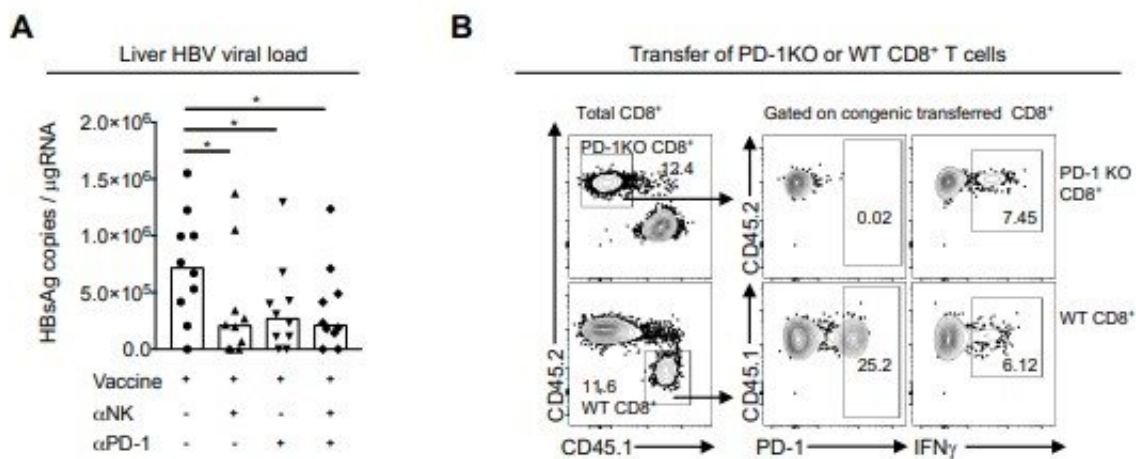 A
Liver HBV viral load
HBsAg copies / µgRNA
2.0×10⁶
1.5×10⁶
1.0×10⁶
5.0×10⁵
0.0
* 
*
*
Vaccine + + + +
αNK - + - +
αPD-1 - - + +
B
Transfer of PD-1KO or WT CD8⁺ T cells
Total CD8⁺
Gated on congenic transferred CD8⁺
PD-1KO CD8⁺
12.4
CD45.2
0.02
7.45
PD-1 KO
CD8⁺
CD45.2
11.6
WT CD8⁺
CD45.1
25.2
6.12
WT CD8⁺
CD45.1
PD-1
IFNγ